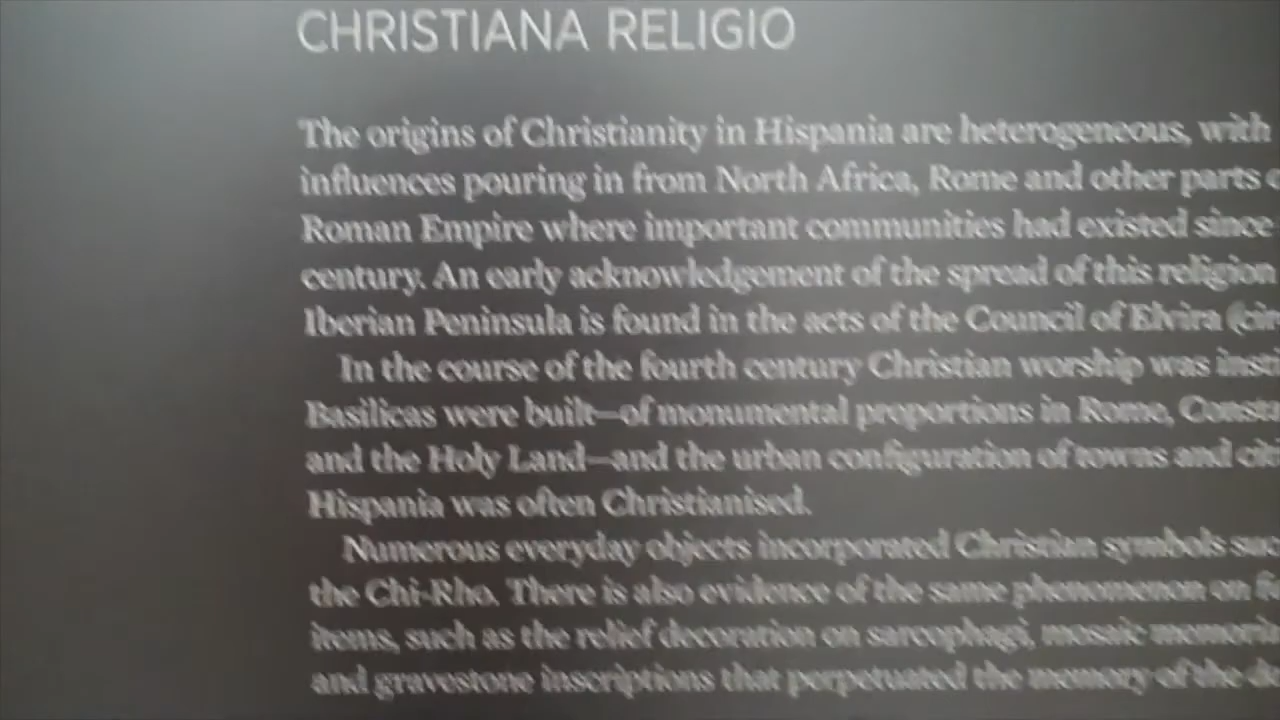 CHRISTIANA RELIGIO
The origins of Christianity in Hispania are heterogeneous, with
influences pouring in from North Africa, Rome and other parts
Roman Empire where important communities had existed since
century. An early acknowledgement of the spread of this religion
Iberian Peninsula is found in the acts of the Council of Elvira
In the course of the fourth century Christian worship was
Basilicas were built—of monumental proportions in Rome,
and the Holy Land—and the urban configuration of towns and
Hispania was often Christianised.
Numerous everyday objects incorporated Christian symbols
the Chi-Rho. There is also evidence of the same phenomenon on
items, such as the relief decoration on sarcophagi, mosaic
and gravestone inscriptions that perpetuated the memory of the